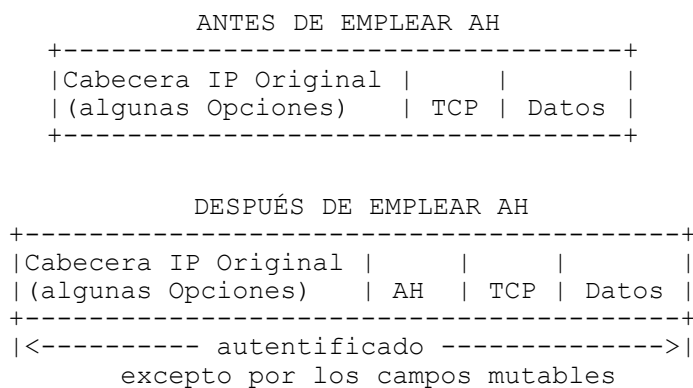 ANTES DE EMPLEAR AH
+-----------------------------------+
|Cabecera IP Original |     |       |
|(algunas Opciones)   | TCP | Datos |
+-----------------------------------+
DESPUÉS DE EMPLEAR AH
+-----------------------------------------+
|Cabecera IP Original |     |     |       |
|(algunas Opciones)   | AH  | TCP | Datos |
+-----------------------------------------+
|<---------- autentificado -------------->|
excepto por los campos mutables